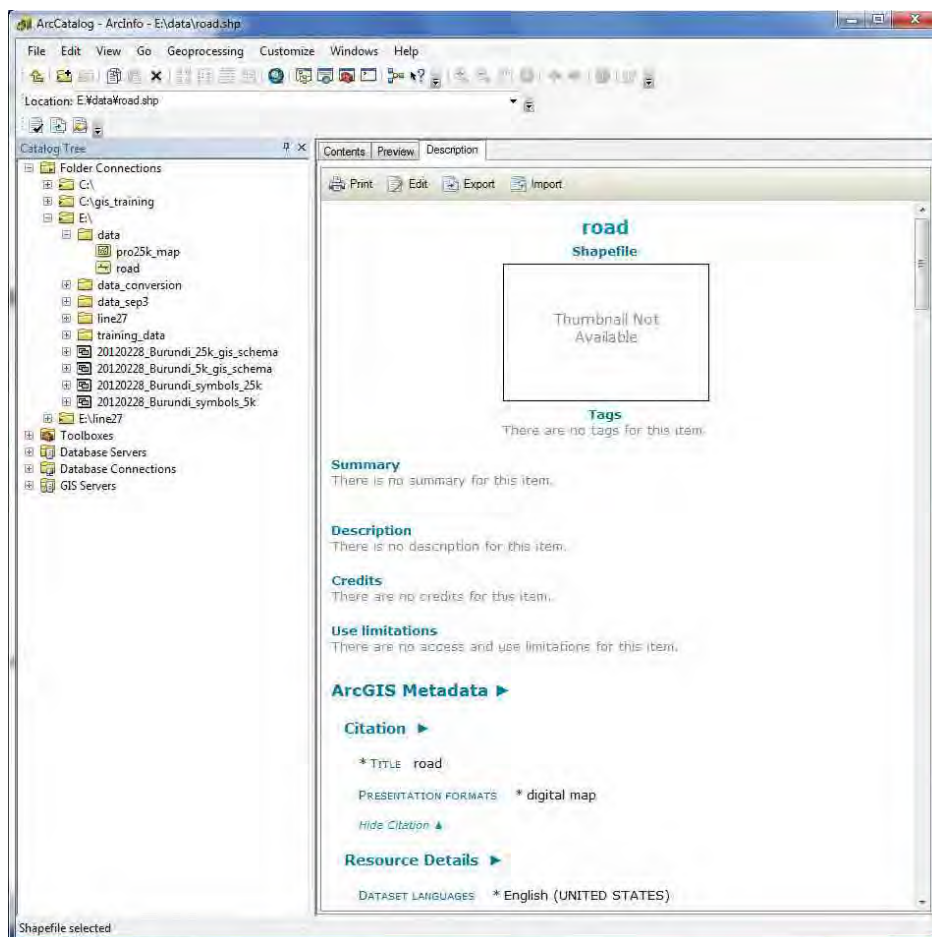 ArcCatalog - ArcInfo - E:\data\road.shp
File Edit View Go Geoprocessing Customize Windows Help
Location: E:¥data¥road.shp
Catalog Tree
Folder Connections
C:\
C:\gis_training
E:\
data
pro25k_map
road
data_conversion
data_sep3
line27
training_data
20120228_Burundi_25k_gis_schema
20120228_Burundi_5k_gis_schema
20120228_Burundi_symbols_25k
20120228_Burundi_symbols_5k
E:\line27
Toolboxes
Database Servers
Database Connections
GIS Servers
Contents Preview Description
Print Edit Export Import
road
Shapefile
Thumbnail Not
Available
Tags
There are no tags for this item.
Summary
There is no summary for this item.
Description
There is no description for this item.
Credits
There are no credits for this item.
Use limitations
There are no access and use limitations for this item.
ArcGIS Metadata ►
Citation ►
* TITLE road
PRESENTATION FORMATS * digital map
Hide Citation ▲
Resource Details ►
DATASET LANGUAGES * English (UNITED STATES)
Shapefile selected